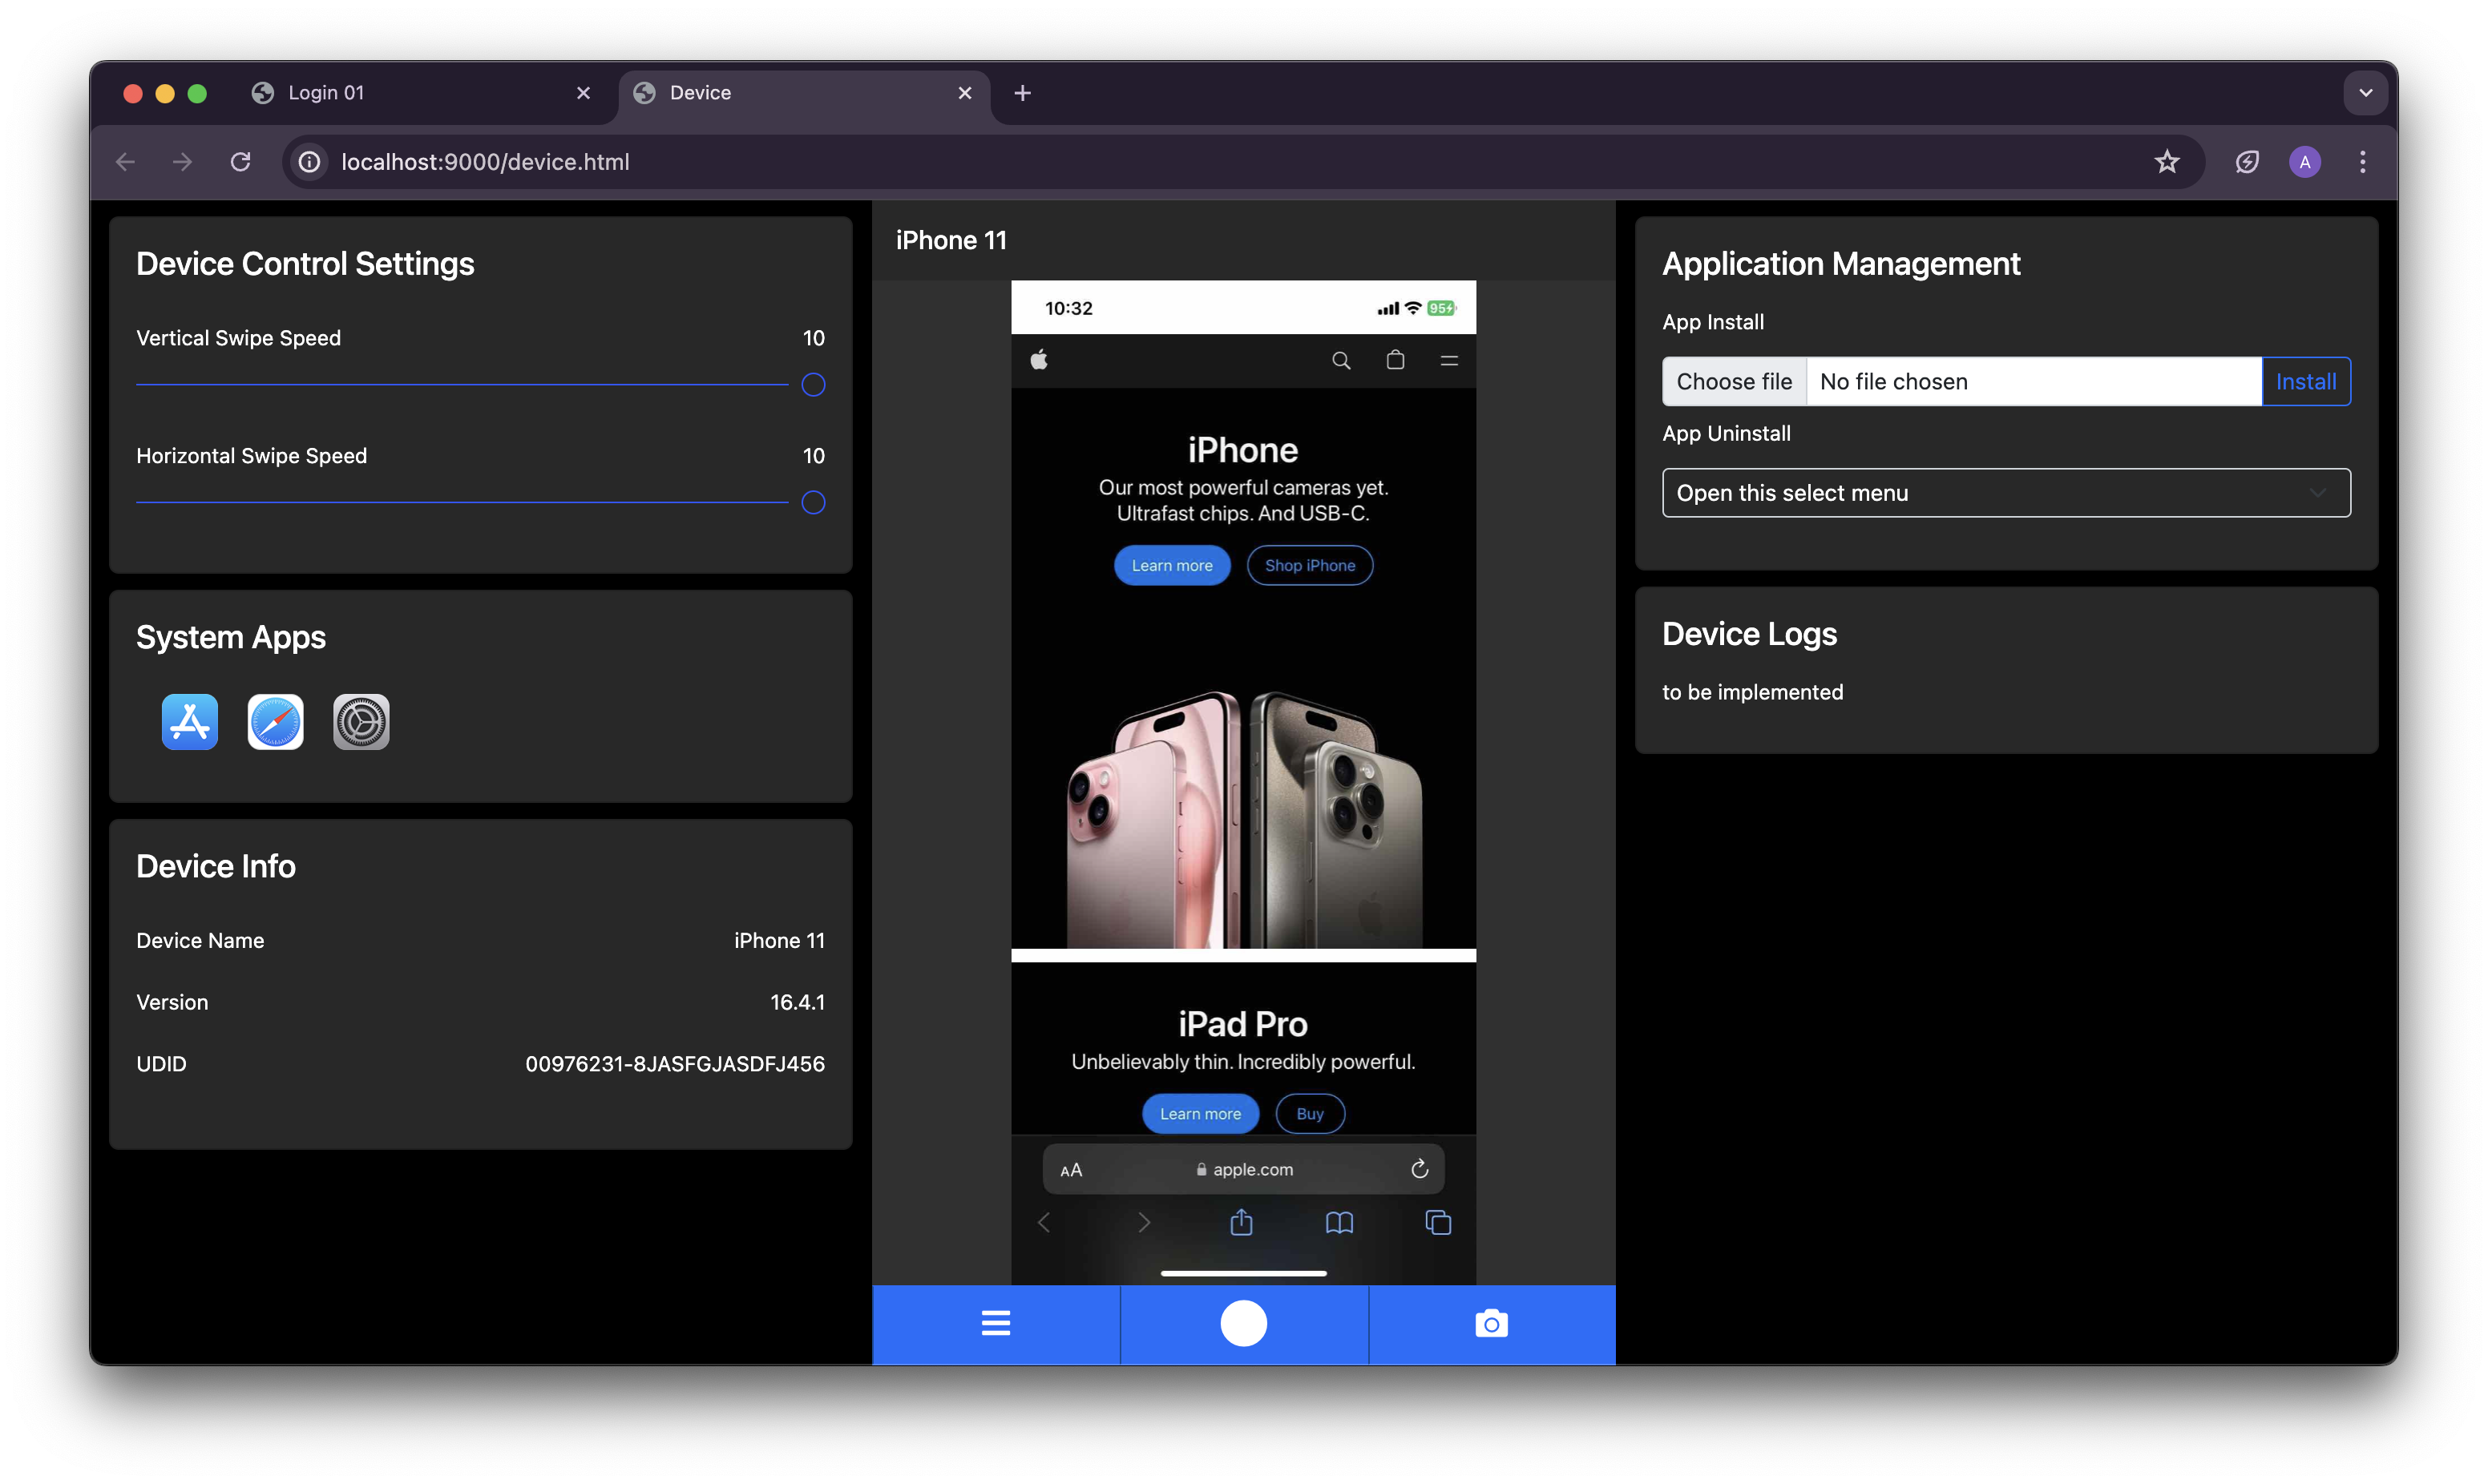 Login 01
Device
localhost:9000/device.html
A
Device Control Settings
Vertical Swipe Speed 10
Horizontal Swipe Speed 10
System Apps
Device Info
Device Name iPhone 11
Version 16.4.1
UDID 00976231-8JASFGJASDFJ456
iPhone 11
10:32 95
iPhone
Our most powerful cameras yet.
Ultrafast chips. And USB-C.
Learn more Shop iPhone
iPad Pro
Unbelievably thin. Incredibly powerful.
Learn more Buy
AA apple.com
Application Management
App Install
Choose file No file chosen Install
App Uninstall
Open this select menu
Device Logs
to be implemented